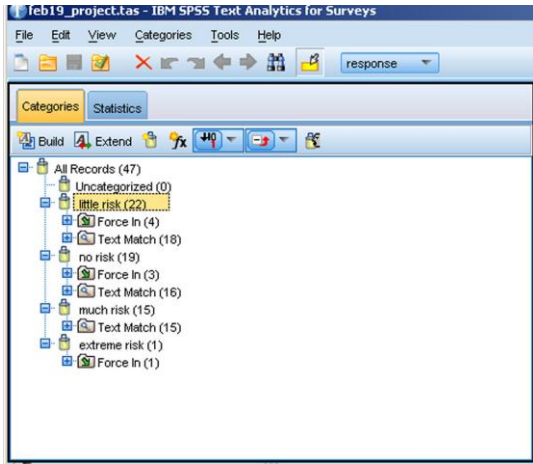 feb19_project.tas - IBM SPSS Text Analytics for Surveys
File Edit View Categories Tools Help
response
Categories Statistics
Build Extend fx
All Records (47)
Uncategorized (0)
little risk (22)
Force In (4)
Text Match (18)
no risk (19)
Force In (3)
Text Match (16)
much risk (15)
Text Match (15)
extreme risk (1)
Force In (1)